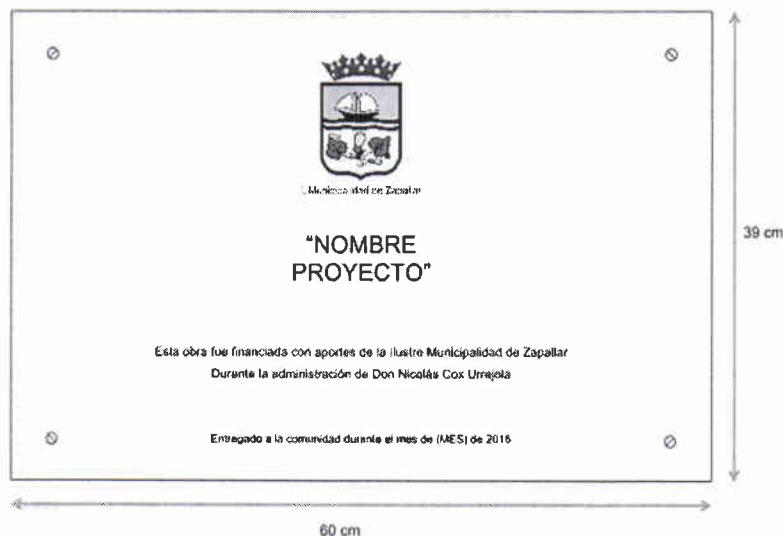 I. Municipalidad de Zapallar
“NOMBRE
PROYECTO”
39 cm
Esta obra fue financiada con aportes de la Ilustre Municipalidad de Zapallar
Durante la administración de Don Nicolás Cox Urrejola
Entregado a la comunidad durante el mes de (MES) de 2016
60 cm